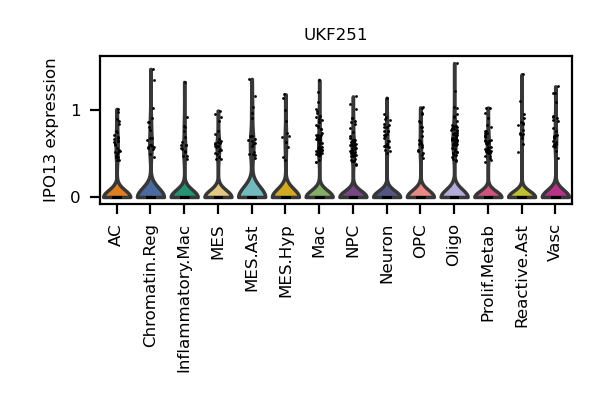 UKF251
IPO13 expression
1
0
AC
Chromatin.Reg
Inflammatory.Mac
MES
MES.Ast
MES.Hyp
Mac
NPC
Neuron
OPC
Oligo
Prolif.Metab
Reactive.Ast
Vasc